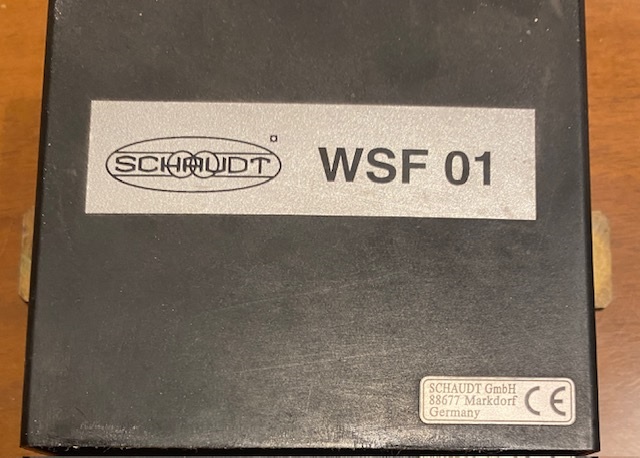 SCHAUDT WSF 01
SCHAUDT GmbH
88677 Markdorf
Germany
CE